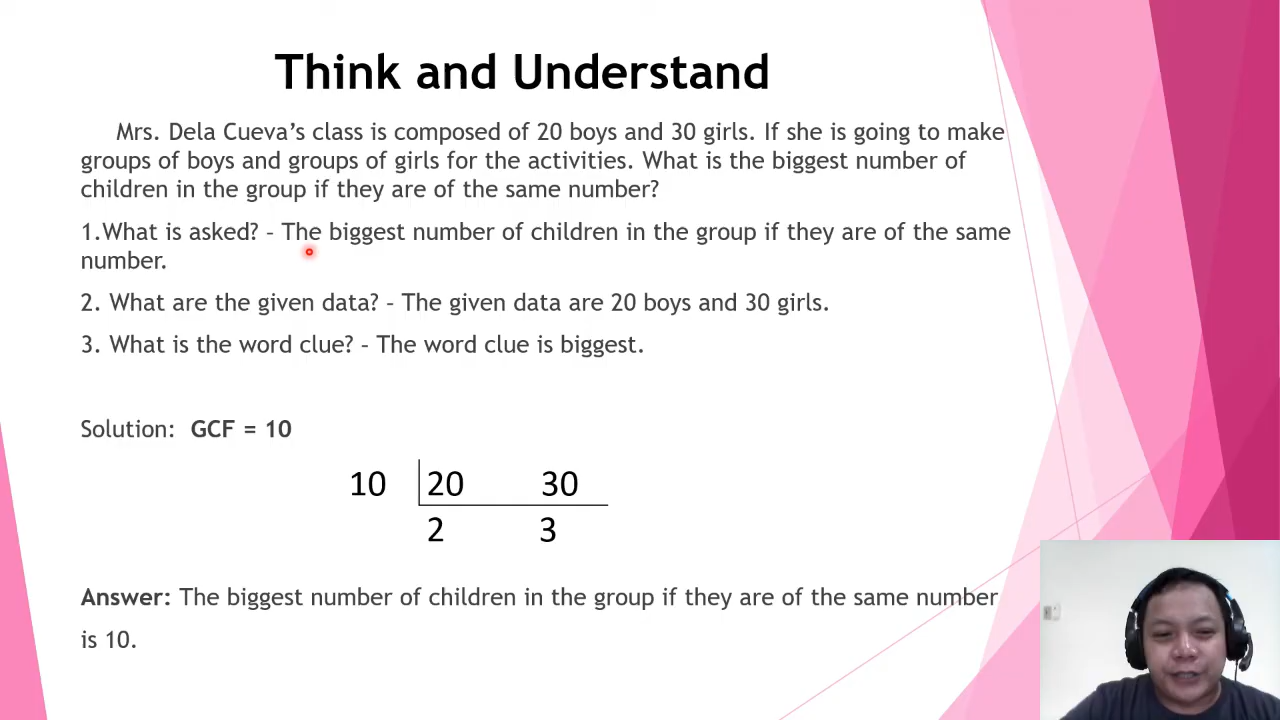 Think and Understand
Mrs. Dela Cueva’s class is composed of 20 boys and 30 girls. If she is going to make
groups of boys and groups of girls for the activities. What is the biggest number of
children in the group if they are of the same number?
1.What is asked? – The biggest number of children in the group if they are of the same
number.
2. What are the given data? – The given data are 20 boys and 30 girls.
3. What is the word clue? – The word clue is biggest.
Solution: GCF = 10
10 20 30
2 3
Answer: The biggest number of children in the group if they are of the same number
is 10.